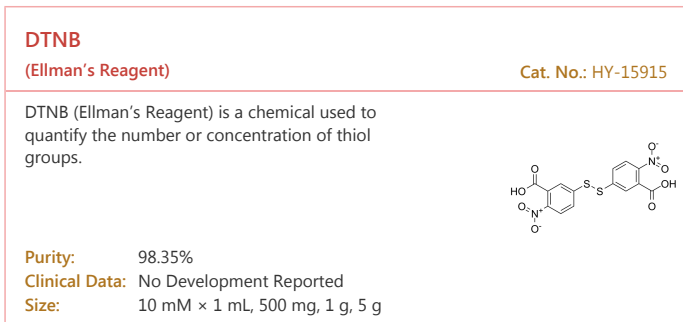 DTNB
(Ellman's Reagent)
Cat. No.: HY-15915
DTNB (Ellman's Reagent) is a chemical used to
quantify the number or concentration of thiol
groups.
O
HO
O
N⁺
O⁻
S
S
O⁻
N⁺
O
OH
O
Purity: 98.35%
Clinical Data: No Development Reported
Size: 10 mM × 1 mL, 500 mg, 1 g, 5 g